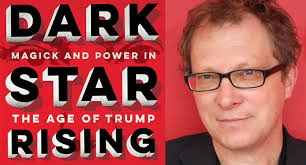 DARK
MAGICK AND POWER IN
STAR
THE AGE OF TRUMP
RISING